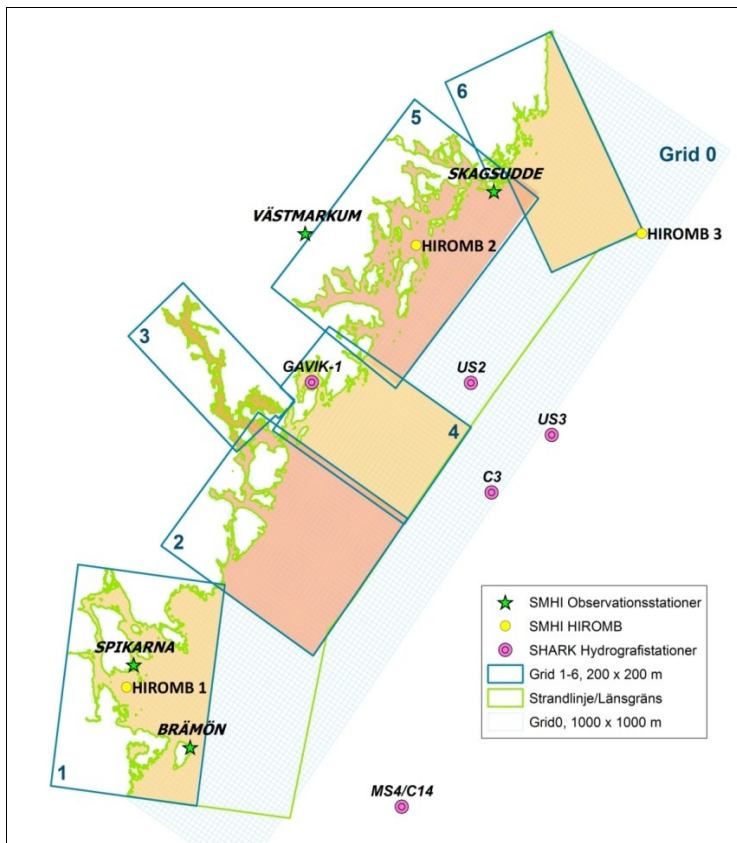 6
5
Grid 0
SKAGSUDDE
VÄSTMARKUM
HIROMB 2
HIROMB 3
3
GAVIK-1
US2
4
US3
C3
2
SMHI Observationsstationer
SMHI HIROMB
SHARK Hydrografistationer
Grid 1-6, 200 x 200 m
Strandlinje/Länsgräns
Grid0, 1000 x 1000 m
SPIKARNA
HIROMB 1
BRÄMÖN
1
MS4/C14